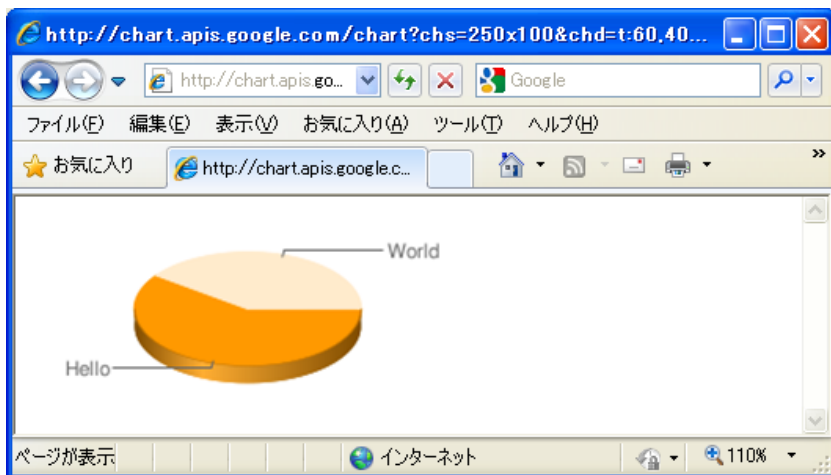 http://chart.apis.google.com/chart?chs=250x100&chd=t:60,40...
http://chart.apis.go...
Google
ファイル(F) 編集(E) 表示(V) お気に入り(A) ツール(T) ヘルプ(H)
お気に入り
http://chart.apis.google.c...
»
World
Hello
ページが表示
インターネット
110%